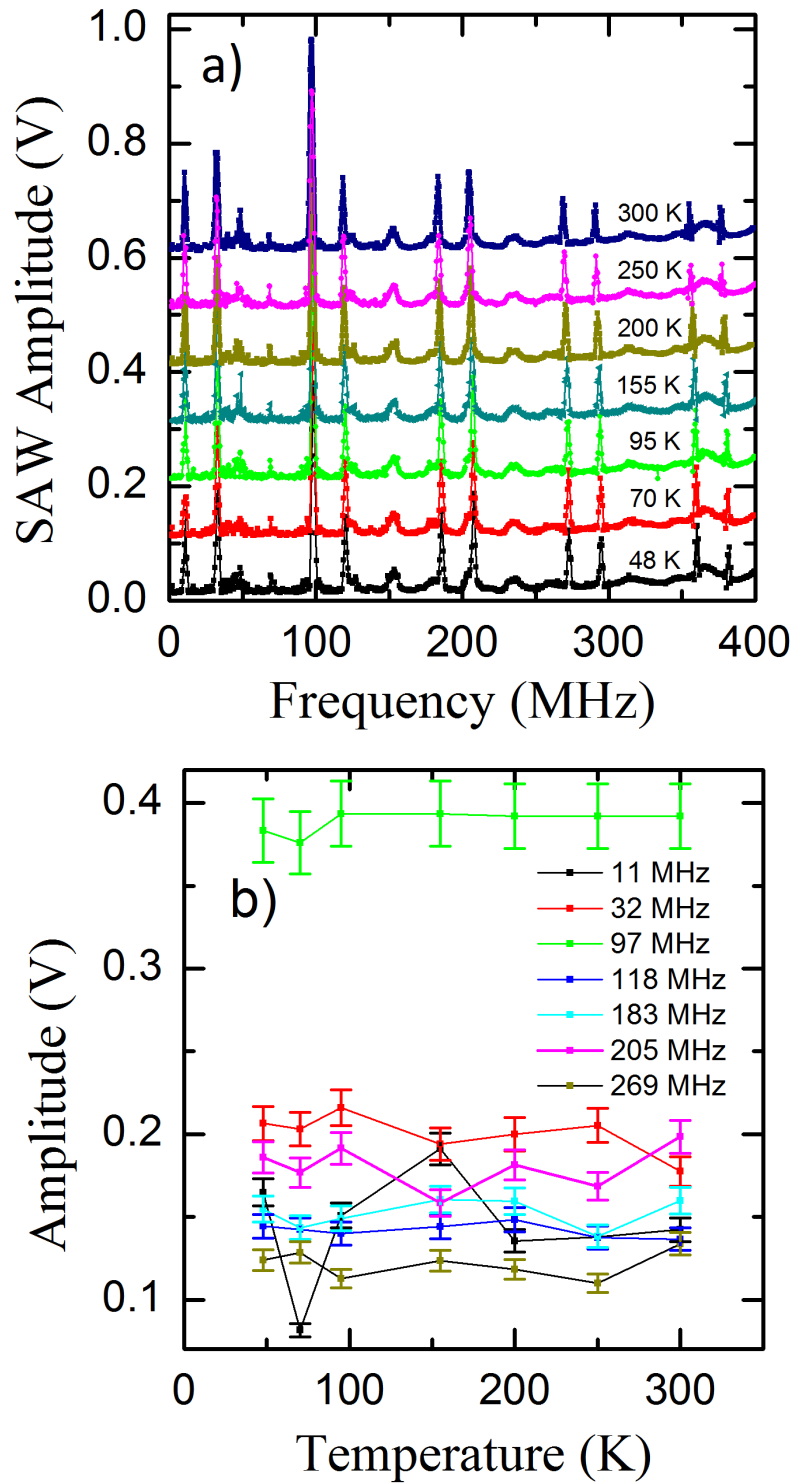 a)
SAW Amplitude (V)
1.0
0.8
0.6
0.4
0.2
0.0
300 K
250 K
200 K
155 K
95 K
70 K
48 K
0 100 200 300 400
Frequency (MHz)
b)
Amplitude (V)
0.4
0.3
0.2
0.1
11 MHz
32 MHz
97 MHz
118 MHz
183 MHz
205 MHz
269 MHz
0 100 200 300
Temperature (K)